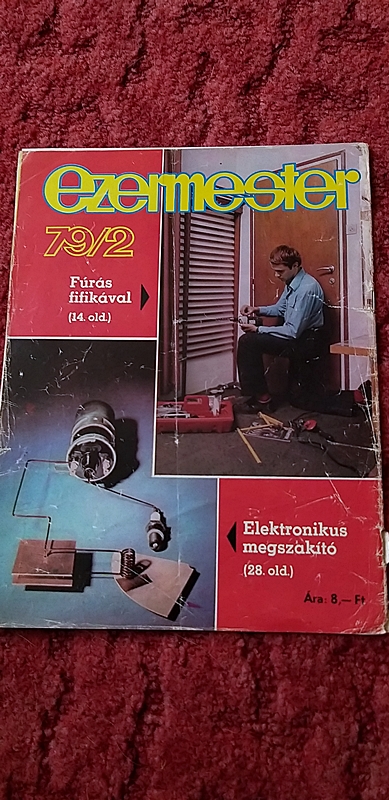 ezermester
79/2
Fúrás
fifikával
(14. old.)
Elektronikus
megszakító
(28. old.)
Ára: 8,— Ft